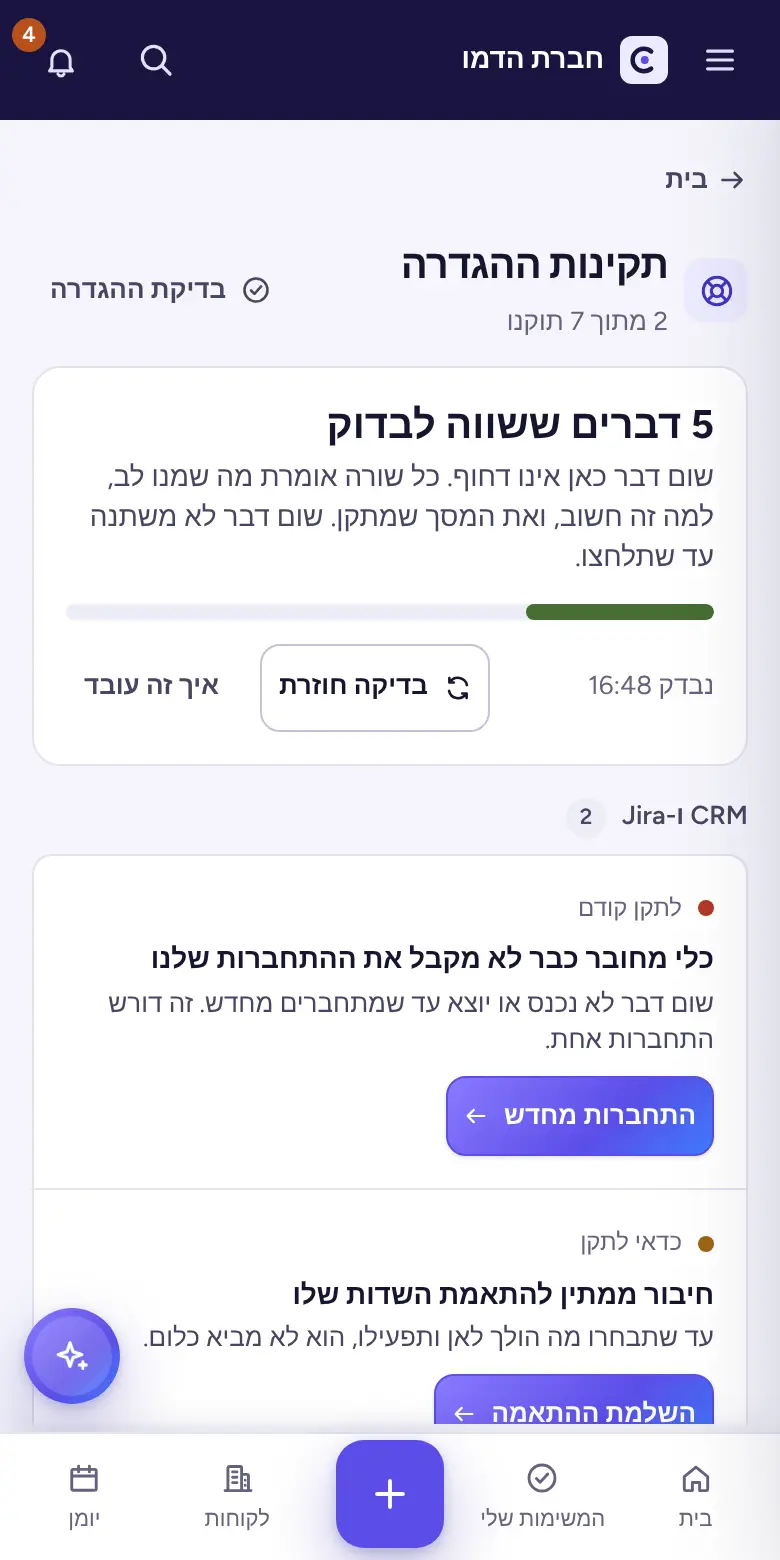 חברת הדמו
4
בית
תקינות ההגדרה
2 מתוך 7 תוקנו
בדיקת ההגדרה
5 דברים ששווה לבדוק
שום דבר כאן אינו דחוף. כל שורה אומרת מה שמנו לב,
למה זה חשוב, ואת המסך שמתקן. שום דבר לא משתנה
עד שתלחצו.
נבדק 16:48
בדיקה חוזרת
איך זה עובד
CRM ו-Jira
2
לתקן קודם
כלי מחובר כבר לא מקבל את ההתחברות שלנו
שום דבר לא נכנס או יוצא עד שמתחברים מחדש. זה דורש
התחברות אחת.
התחברות מחדש
כדאי לתקן
חיבור ממתין להתאמת השדות שלו
עד שתבחרו מה הולך לאן ותפעילו, הוא לא מביא כלום.
השלמת ההתאמה
בית
המשימות שלי
לקוחות
יומן